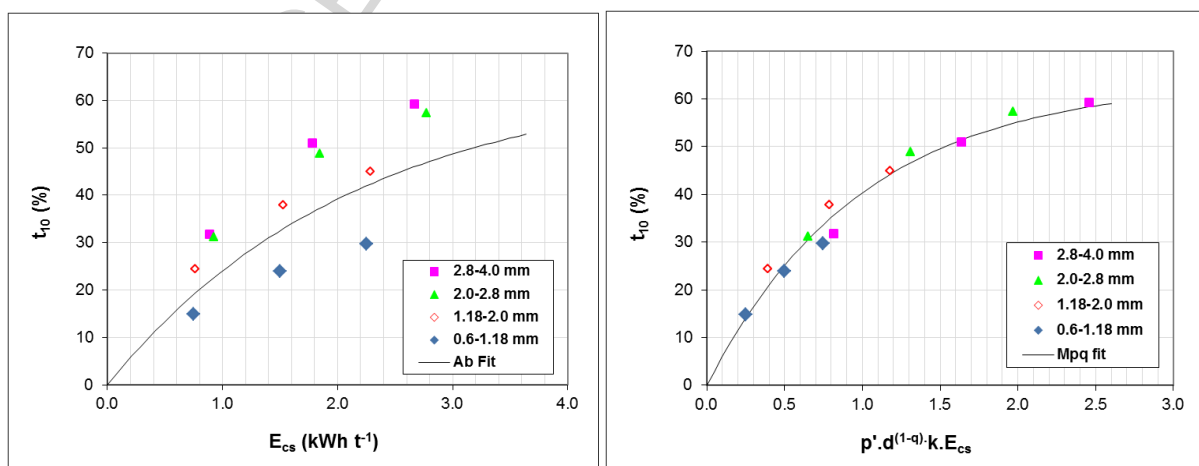 70
60
50
40
30
20
10
0
t₁₀ (%)
2.8-4.0 mm
2.0-2.8 mm
1.18-2.0 mm
0.6-1.18 mm
Ab Fit
0.0 1.0 2.0 3.0 4.0
E_cs (kWh t⁻¹)
70
60
50
40
30
20
10
0
t₁₀ (%)
2.8-4.0 mm
2.0-2.8 mm
1.18-2.0 mm
0.6-1.18 mm
Mpq fit
0.0 0.5 1.0 1.5 2.0 2.5 3.0
p'.d⁽¹⁻q⁾.k.E_cs